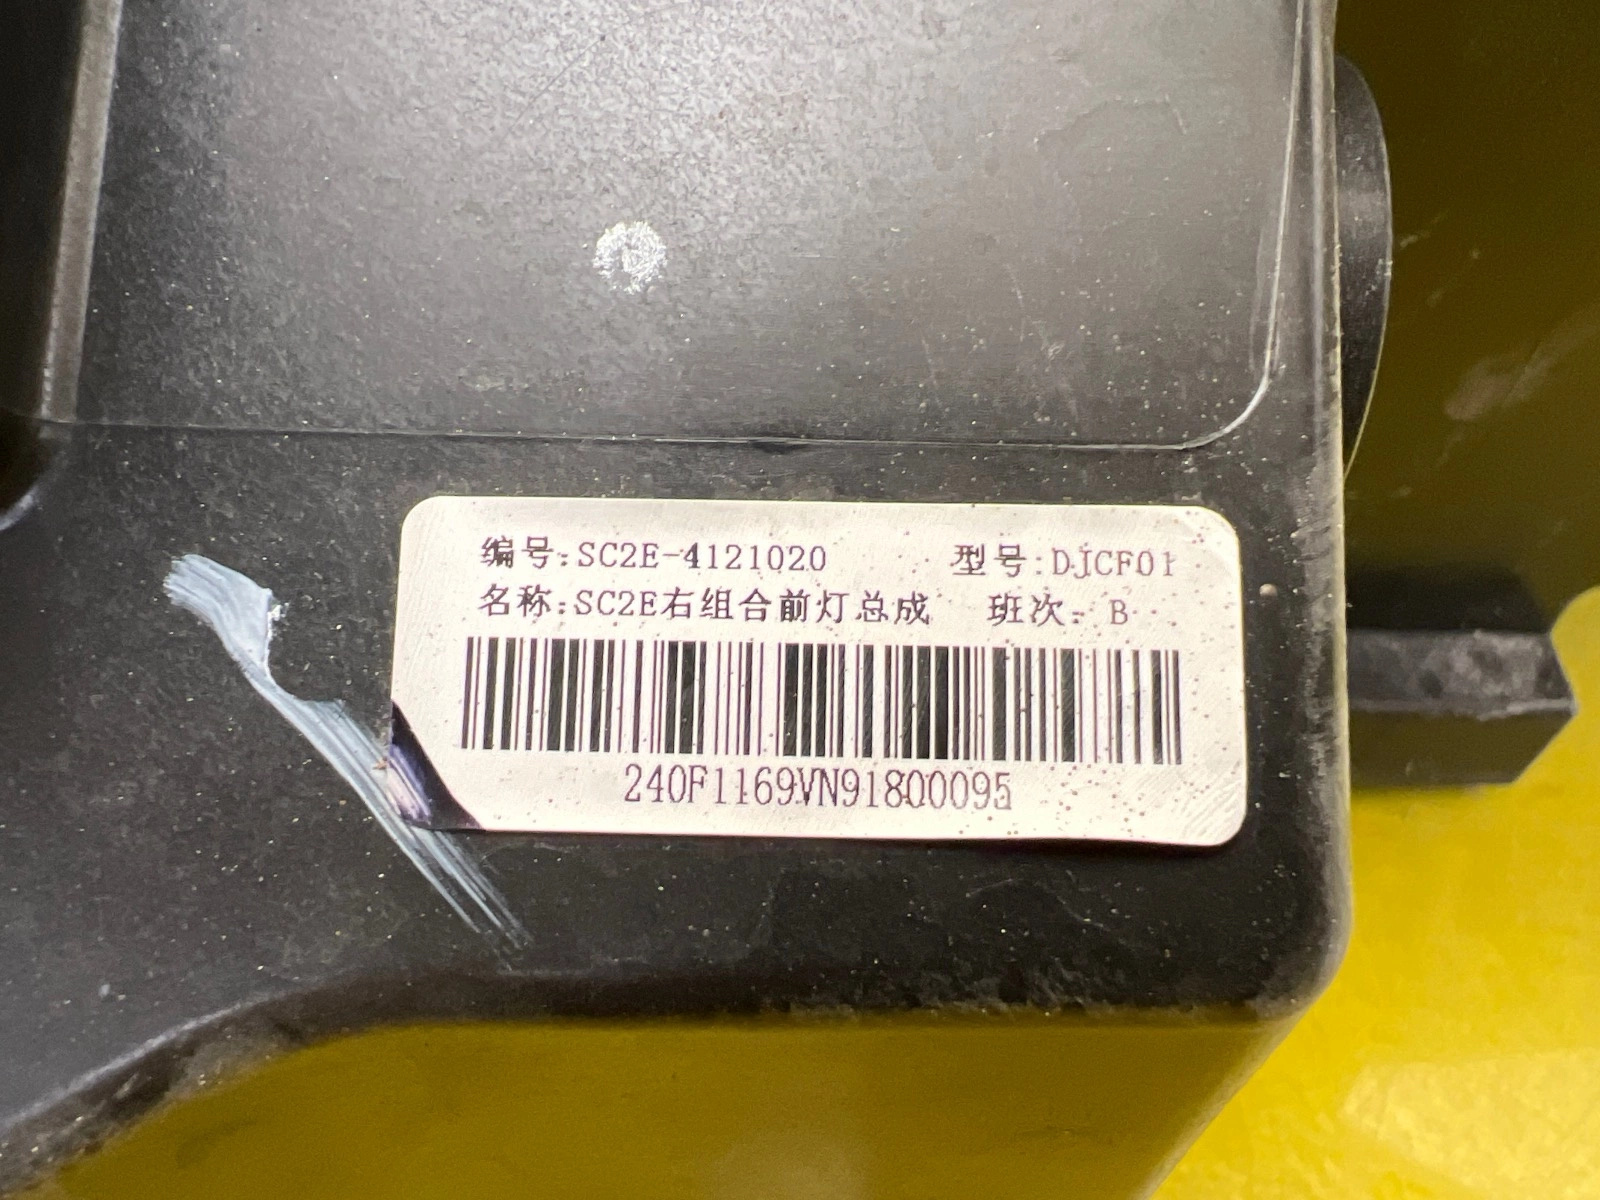 编号:SC2E-4121020 型号:DJCF01
名称:SC2E右组合前灯总成 班次: B
240F1169VN91800095